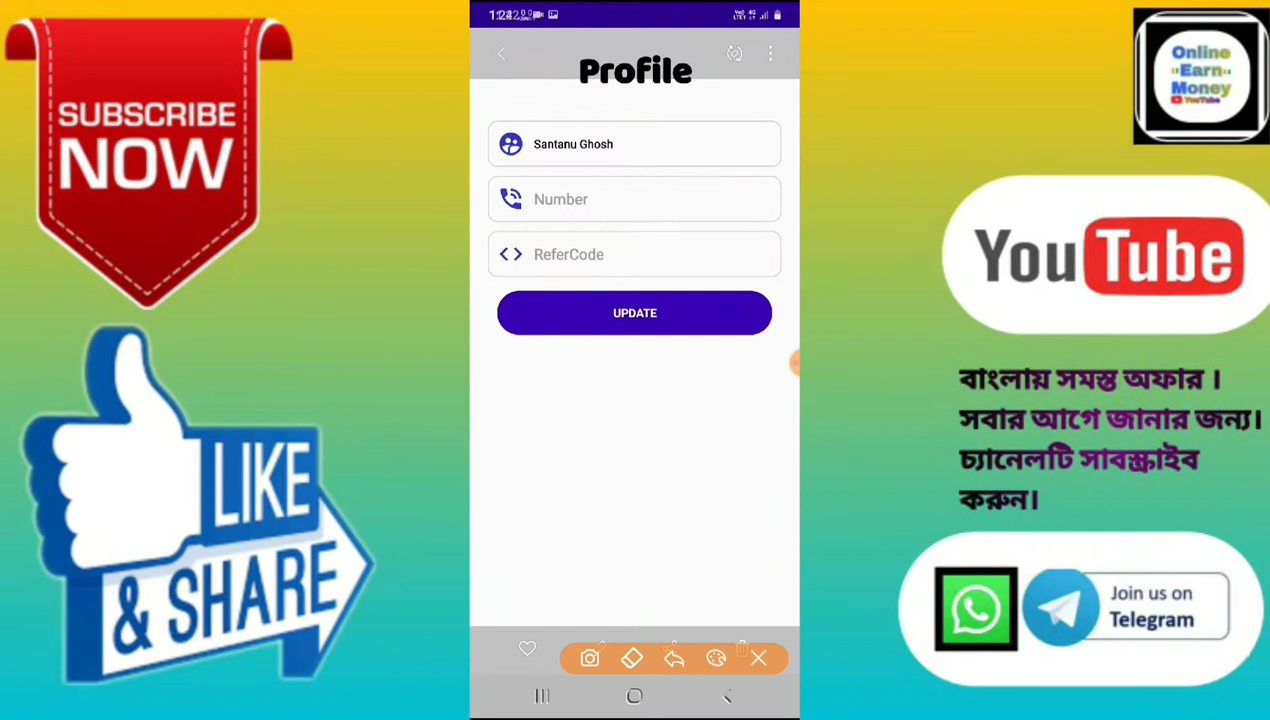 SUBSCRIBE
NOW
LIKE
& SHARE
Profile
Santanu Ghosh
Number
ReferCode
UPDATE
Online
Earn
Money
YouTube
YouTube
বাংলায় সমস্ত অফার ।
সবার আগে জানার জন্য।
চ্যানেলটি সাবস্ক্রাইব
করুন।
Join us on
Telegram